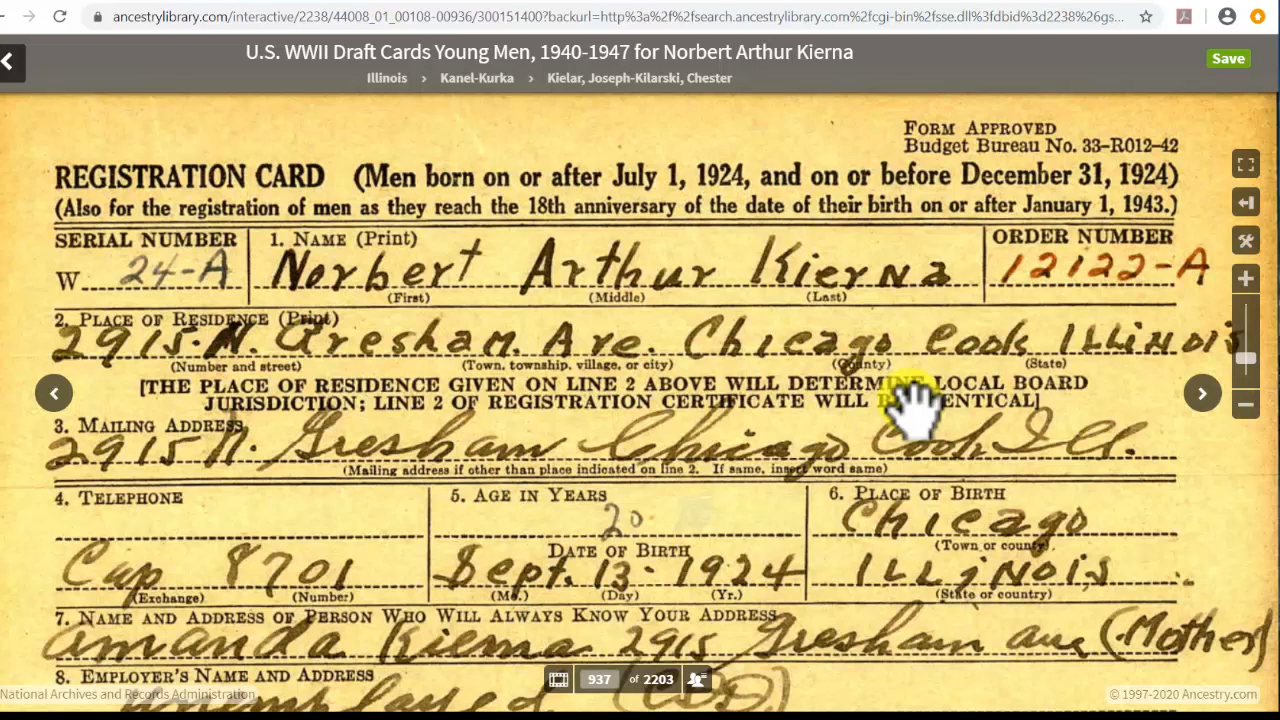 ancestrylibrary.com/interactive/2238/44008_01_00108-00936/300151400?backurl=http%3a%2f%2fsearch.ancestrylibrary.com%2fcgi-bin%2fsse.dll%3fdbid%3d2238%26gs...
U.S. WWII Draft Cards Young Men, 1940-1947 for Norbert Arthur Kierna
Save
Illinois › Kanel-Kurka › Kielar, Joseph-Kilarski, Chester
FORM APPROVED
Budget Bureau No. 33-R012-42
REGISTRATION CARD (Men born on or after July 1, 1924, and on or before December 31, 1924)
(Also for the registration of men as they reach the 18th anniversary of the date of their birth on or after January 1, 1943.)
SERIAL NUMBER 1. NAME (Print) ORDER NUMBER
W 24-A Norbert Arthur Kierna 12122-A
(First) (Middle) (Last)
2. PLACE OF RESIDENCE (Print)
2915 N. Gresham. Ave. Chicago Cook ILLINois
(Number and street) (Town, township, village, or city) (County) (State)
[THE PLACE OF RESIDENCE GIVEN ON LINE 2 ABOVE WILL DETERMINE LOCAL BOARD
JURISDICTION; LINE 2 OF REGISTRATION CERTIFICATE WILL ENTICAL]
3. MAILING ADDRESS
2915 N. Gresham Chicago Cook Ill.
(Mailing address if other than place indicated on line 2. If same, insert word same)
4. TELEPHONE 5. AGE IN YEARS 6. PLACE OF BIRTH
20 Chicago
DATE OF BIRTH (Town or county)
Cap 8701 Sept. 13- 1924 ILLiNois
(Exchange) (Number) (Mo.) (Day) (Yr.) (State or country)
7. NAME AND ADDRESS OF PERSON WHO WILL ALWAYS KNOW YOUR ADDRESS
Amanda Kierna 2915 Gresham ave (Mother)
8. EMPLOYER'S NAME AND ADDRESS
937 of 2203
National Archives and Records Administration
© 1997-2020 Ancestry.com